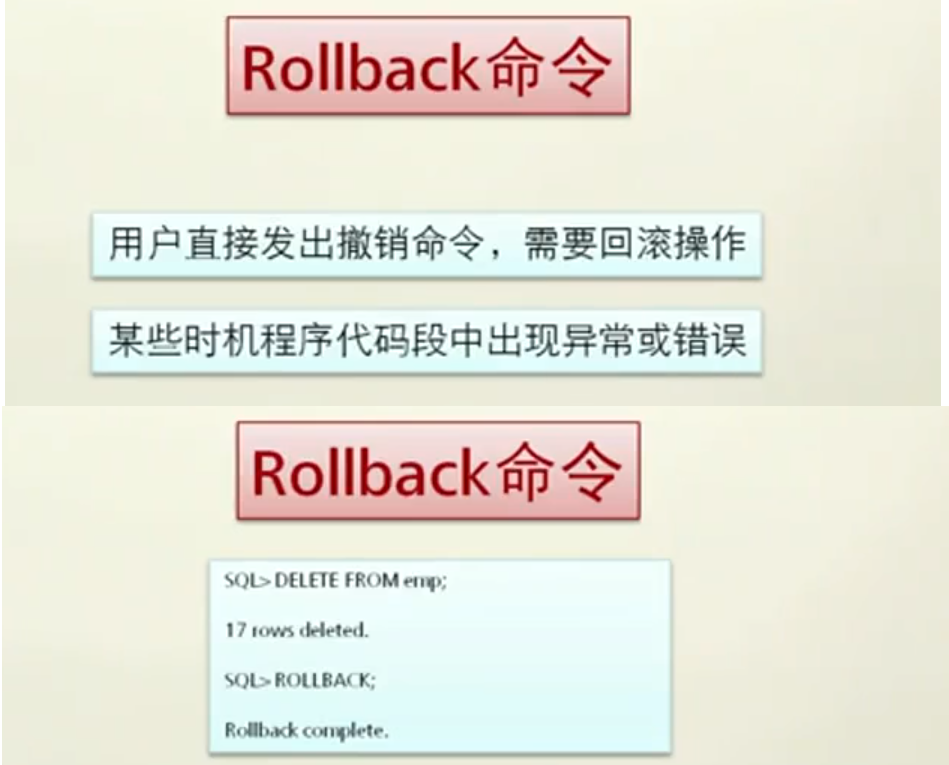 Rollback命令
用户直接发出撤销命令，需要回滚操作
某些时机程序代码段中出现异常或错误
Rollback命令
SQL> DELETE FROM emp;
17 rows deleted.
SQL> ROLLBACK;
Rollback complete.